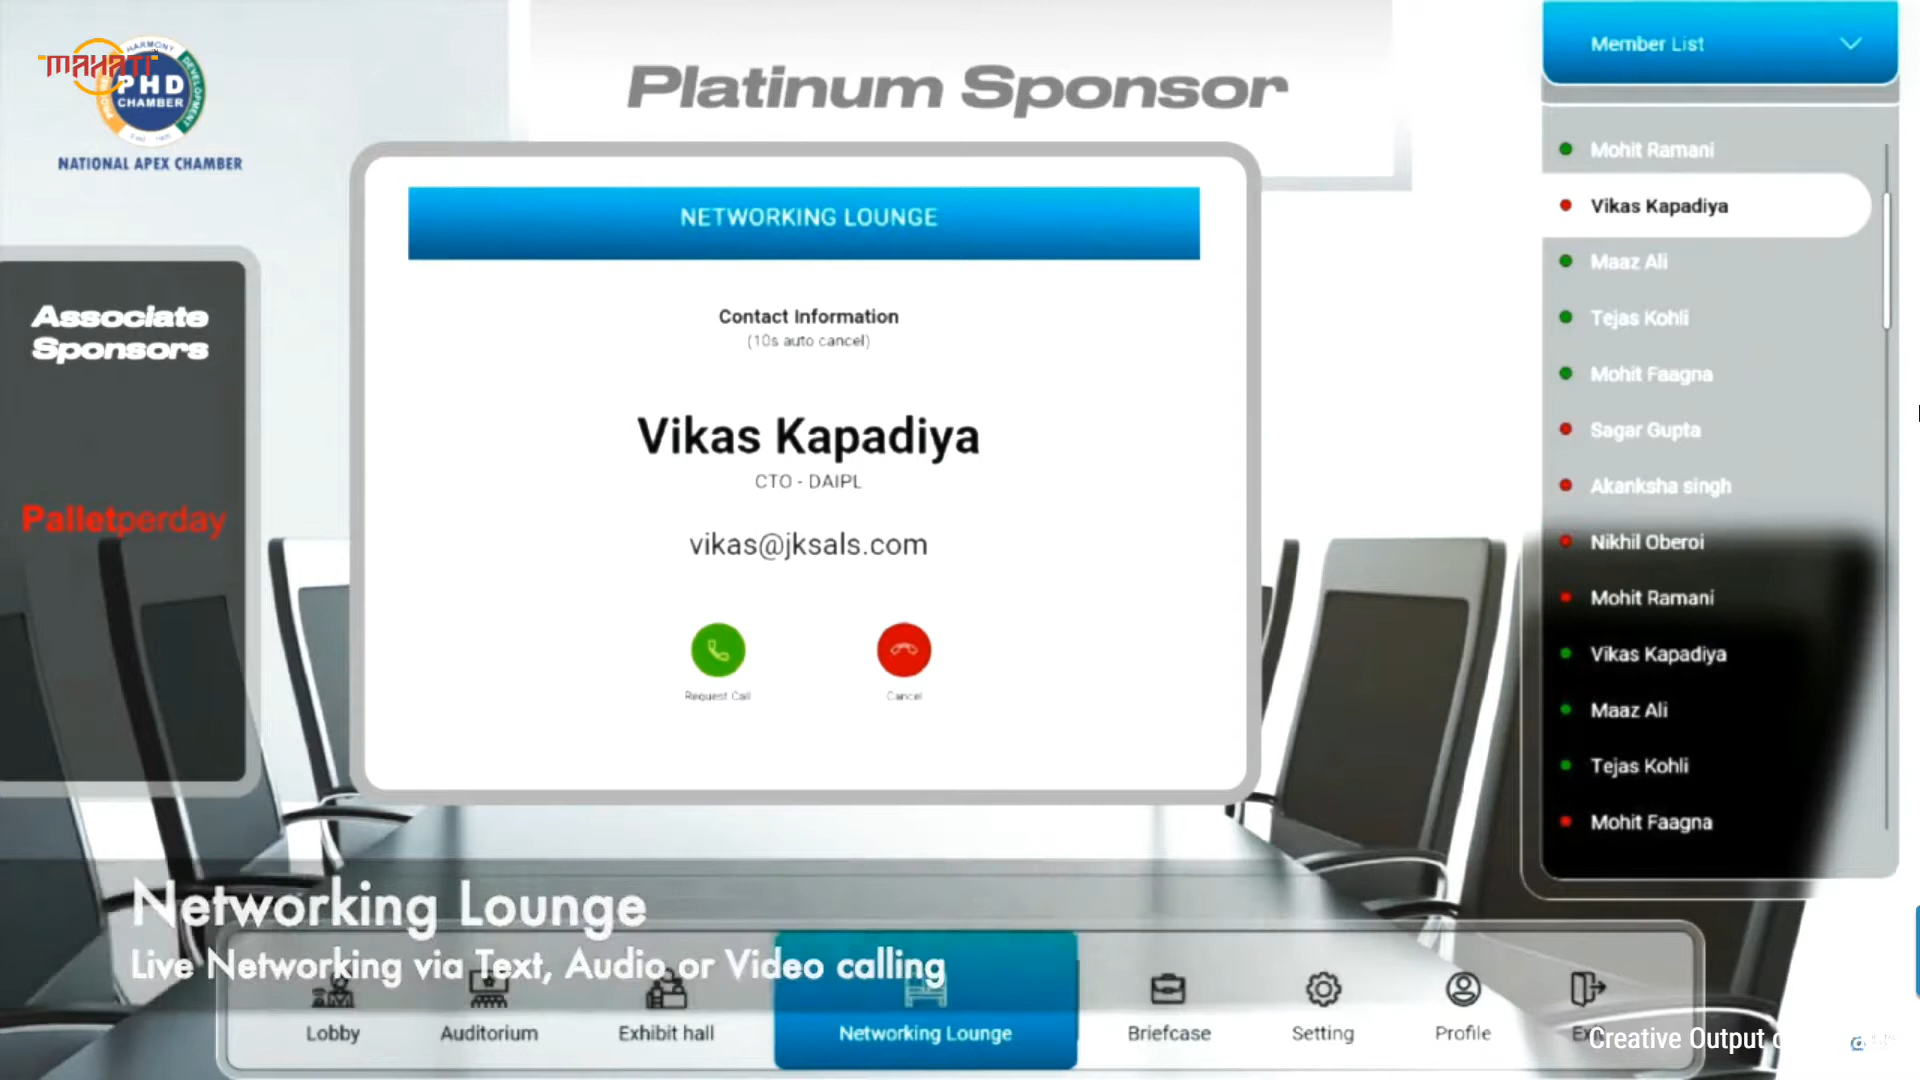 MAHATI
HARMONY
DEVELOPMENT
PHD
CHAMBER
NATIONAL APEX CHAMBER
Platinum Sponsor
Member List
Mohit Ramani
Vikas Kapadiya
Maaz Ali
Tejas Kohli
Mohit Faagna
Sagar Gupta
Akanksha singh
Nikhil Oberoi
Mohit Ramani
Vikas Kapadiya
Maaz Ali
Tejas Kohli
Mohit Faagna
Associate
Sponsors
Palletperday
NETWORKING LOUNGE
Contact Information
(10s auto cancel)
Vikas Kapadiya
CTO - DAIPL
vikas@jksals.com
Request Call
Cancel
Networking Lounge
Live Networking via Text, Audio or Video calling
Lobby
Auditorium
Exhibit hall
Networking Lounge
Briefcase
Setting
Profile
Creative Output